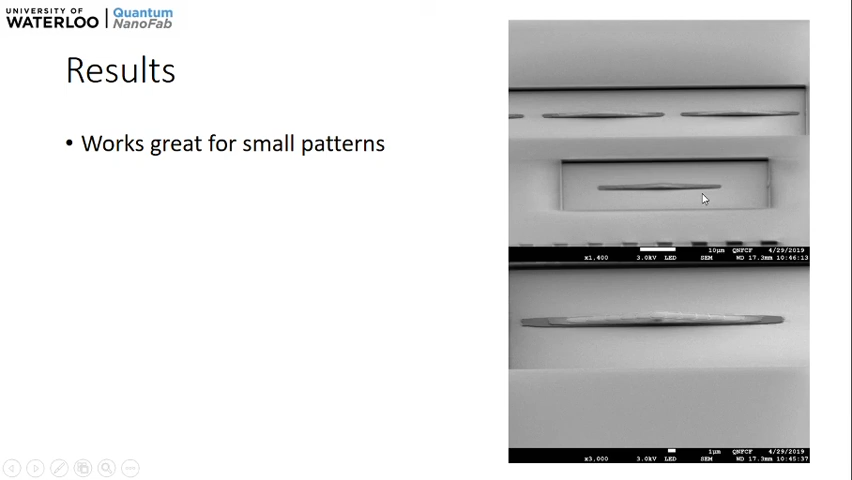 UNIVERSITY OF
WATERLOO
Quantum
NanoFab
Results
• Works great for small patterns
10µm QNFCF 4/29/2019
x1,400 3.0kV LED SEM WD 17.3mm 10:46:13
1µm QNFCF 4/29/2019
x3,000 3.0kV LED SEM WD 17.3mm 10:45:37